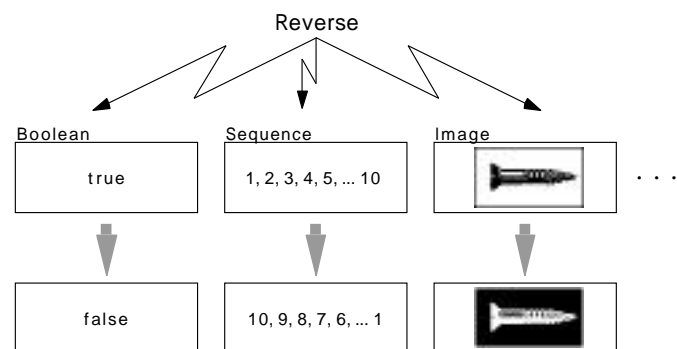 Reverse
Boolean
Sequence
Image
true
1, 2, 3, 4, 5, ... 10
. . .
false
10, 9, 8, 7, 6, ... 1